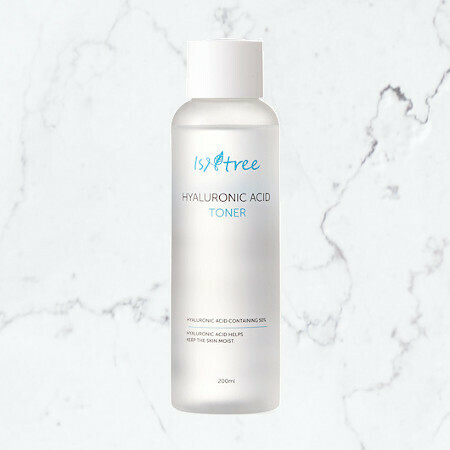 Isntree
HYALURONIC ACID
TONER
HYALURONIC ACID CONTAINING 50%
HYALURONIC ACID HELPS
KEEP THE SKIN MOIST
200ml